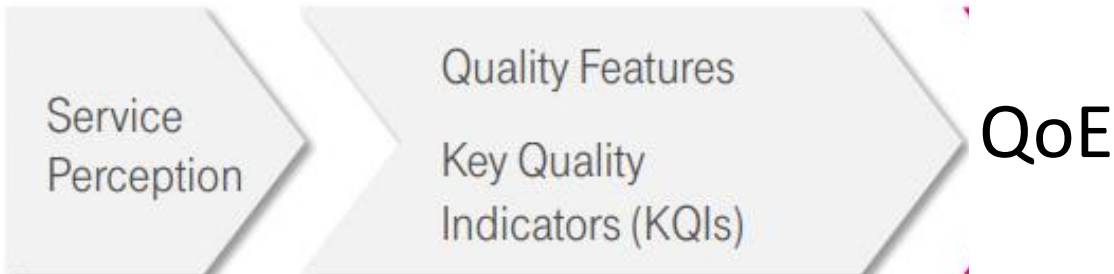 Service
Perception
Quality Features
Key Quality
Indicators (KQIs)
QoE